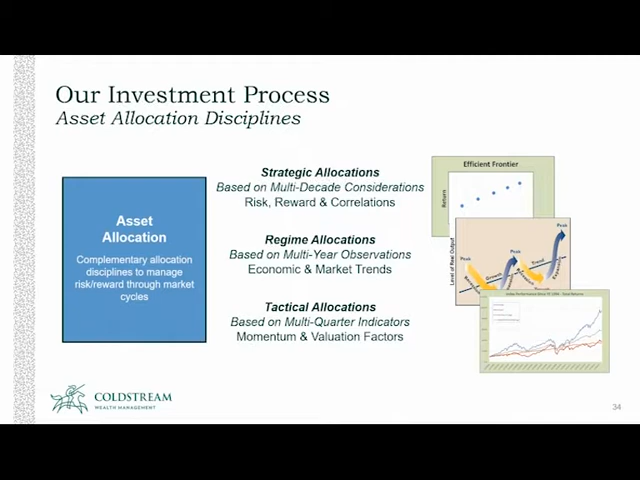 Our Investment Process
Asset Allocation Disciplines
Asset
Allocation
Complementary allocation
disciplines to manage
risk/reward through market
cycles
Strategic Allocations
Based on Multi-Decade Considerations
Risk, Reward & Correlations
Regime Allocations
Based on Multi-Year Observations
Economic & Market Trends
Tactical Allocations
Based on Multi-Quarter Indicators
Momentum & Valuation Factors
Efficient Frontier
Return
Level of Real Output
Peak
Growth
Peak
Trend
Peak
COLDSTREAM
WEALTH MANAGEMENT
34